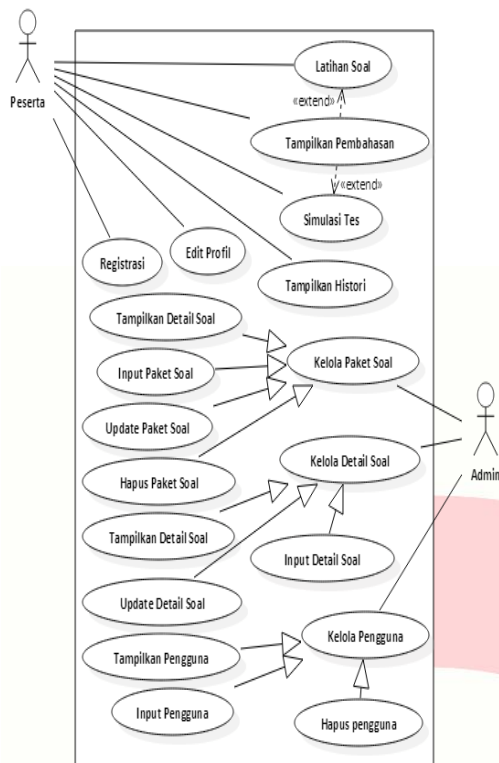 Peserta
Latihan Soal
«extend»
Tampilkan Pembahasan
«extend»
Simulasi Tes
Edit Profil
Registrasi
Tampilkan Histori
Tampilkan Detail Soal
Kelola Paket Soal
Input Paket Soal
Update Paket Soal
Kelola Detail Soal
Admin
Hapus Paket Soal
Tampilkan Detail Soal
Input Detail Soal
Update Detail Soal
Kelola Pengguna
Tampilkan Pengguna
Input Pengguna
Hapus pengguna